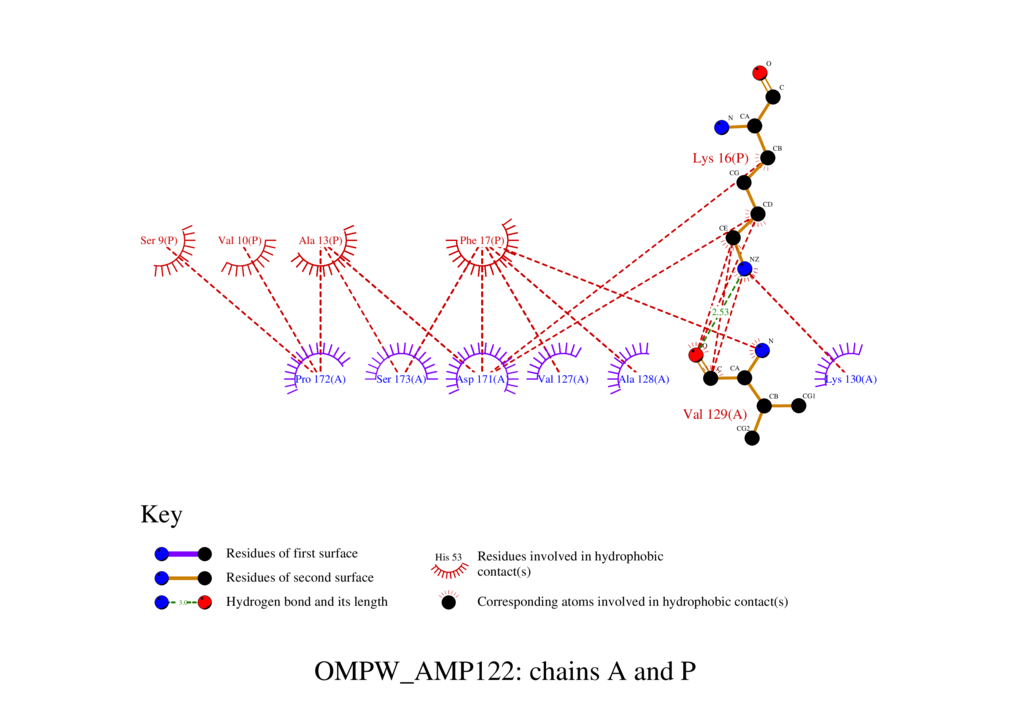 O
C
N
CA
CB
Lys 16(P)
CG
CD
CE
NZ
Ser 9(P)
Val 10(P)
Ala 13(P)
Phe 17(P)
2.53
O
N
C
CA
Pro 172(A)
Ser 173(A)
Asp 171(A)
Val 127(A)
Ala 128(A)
Lys 130(A)
CB
CG1
Val 129(A)
CG2
Key
Residues of first surface
Residues of second surface
3.0
Hydrogen bond and its length
His 53
Residues involved in hydrophobic
contact(s)
Corresponding atoms involved in hydrophobic contact(s)
OMPW_AMP122: chains A and P